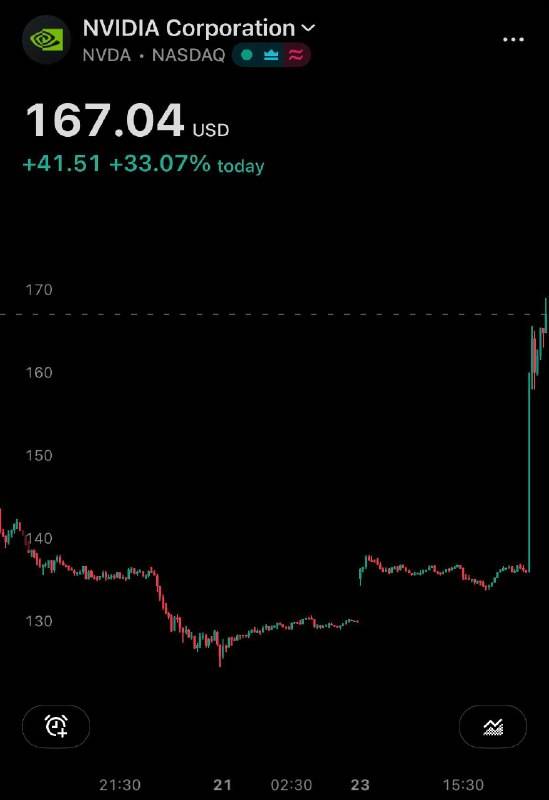 NVIDIA Corporation
NVDA • NASDAQ
...
167.04 USD
+41.51 +33.07% today
170
160
150
140
130
21:30 21 02:30 23 15:30